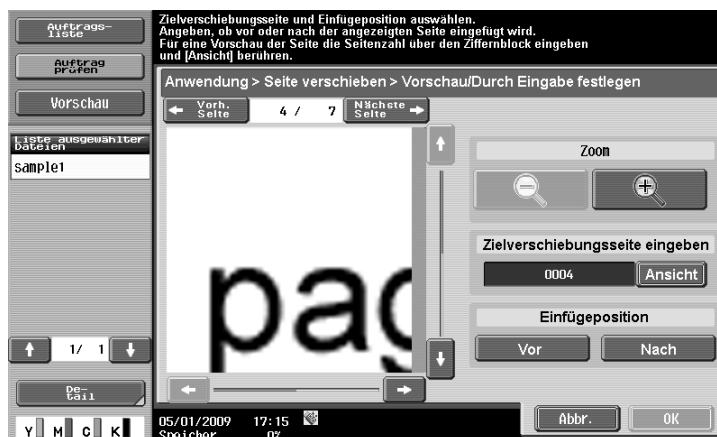 Zielverschiebungsseite und Einfügeposition auswählen.
Angeben, ob vor oder nach der angezeigten Seite eingefügt wird.
Für eine Vorschau der Seite die Seitenzahl über den Ziffernblock eingeben
und [Ansicht] berühren.
Auftrags-
liste
Auftrag
prüfen
Vorschau
Liste ausgewählter
Dateien
sample1
1/ 1
De-
tail
Y M C K
Anwendung > Seite verschieben > Vorschau/Durch Eingabe festlegen
Vorh.
Seite
4 / 7
Nächste
Seite
pag
Zoom
Zielverschiebungsseite eingeben
0004 Ansicht
Einfügeposition
Vor Nach
05/01/2009 17:15
Speicher 0%
Abbr. OK